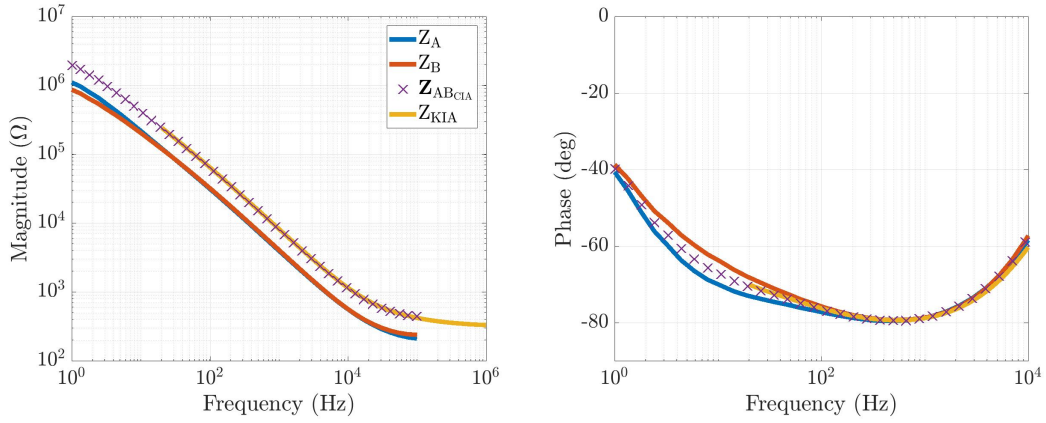 10^7
10^6
10^5
10^4
10^3
10^2
Magnitude (Ω)
10^0
10^2
10^4
10^6
Frequency (Hz)
Z_A
Z_B
Z_AB_CIA
Z_KIA
0
-20
-40
-60
-80
Phase (deg)
10^0
10^2
10^4
Frequency (Hz)